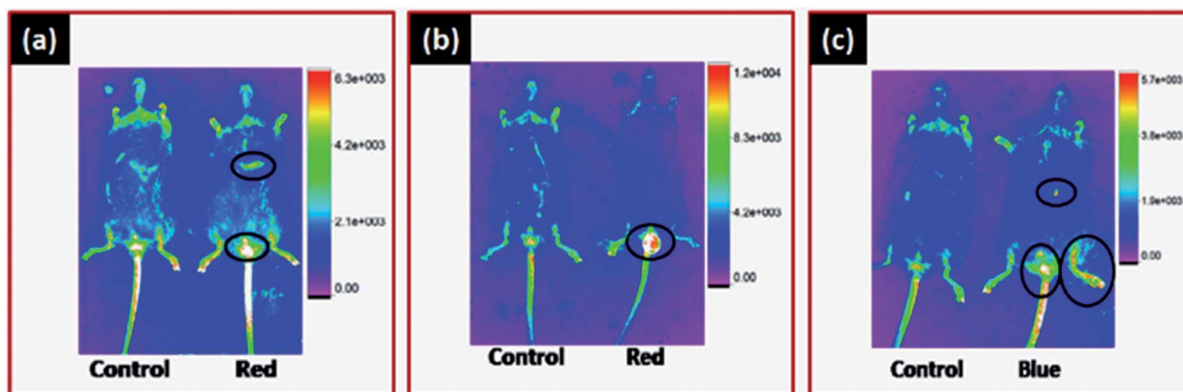 (a)
6.3e+003
4.2e+003
2.1e+003
0.00
Control Red
(b)
1.2e+004
8.3e+003
4.2e+003
0.00
Control Red
(c)
5.7e+003
3.8e+003
1.9e+003
0.00
Control Blue